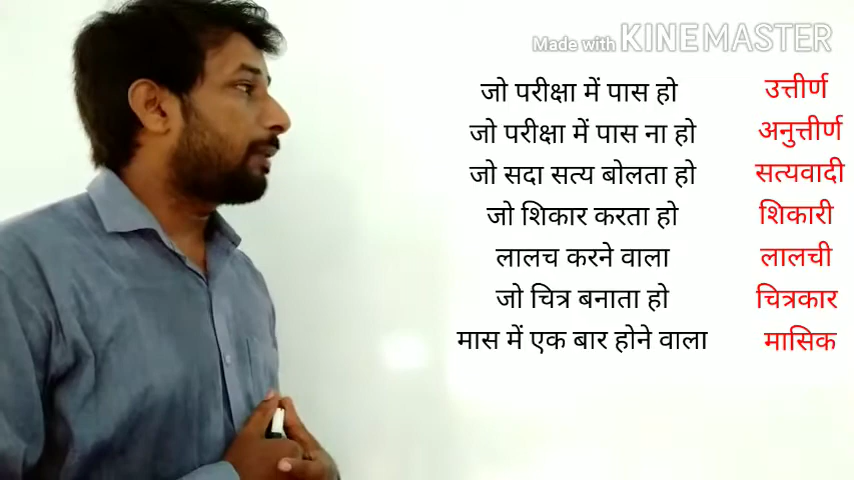 Made with KINEMASTER
जो परीक्षा में पास हो उत्तीर्ण
जो परीक्षा में पास ना हो अनुत्तीर्ण
जो सदा सत्य बोलता हो सत्यवादी
जो शिकार करता हो शिकारी
लालच करने वाला लालची
जो चित्र बनाता हो चित्रकार
मास में एक बार होने वाला मासिक